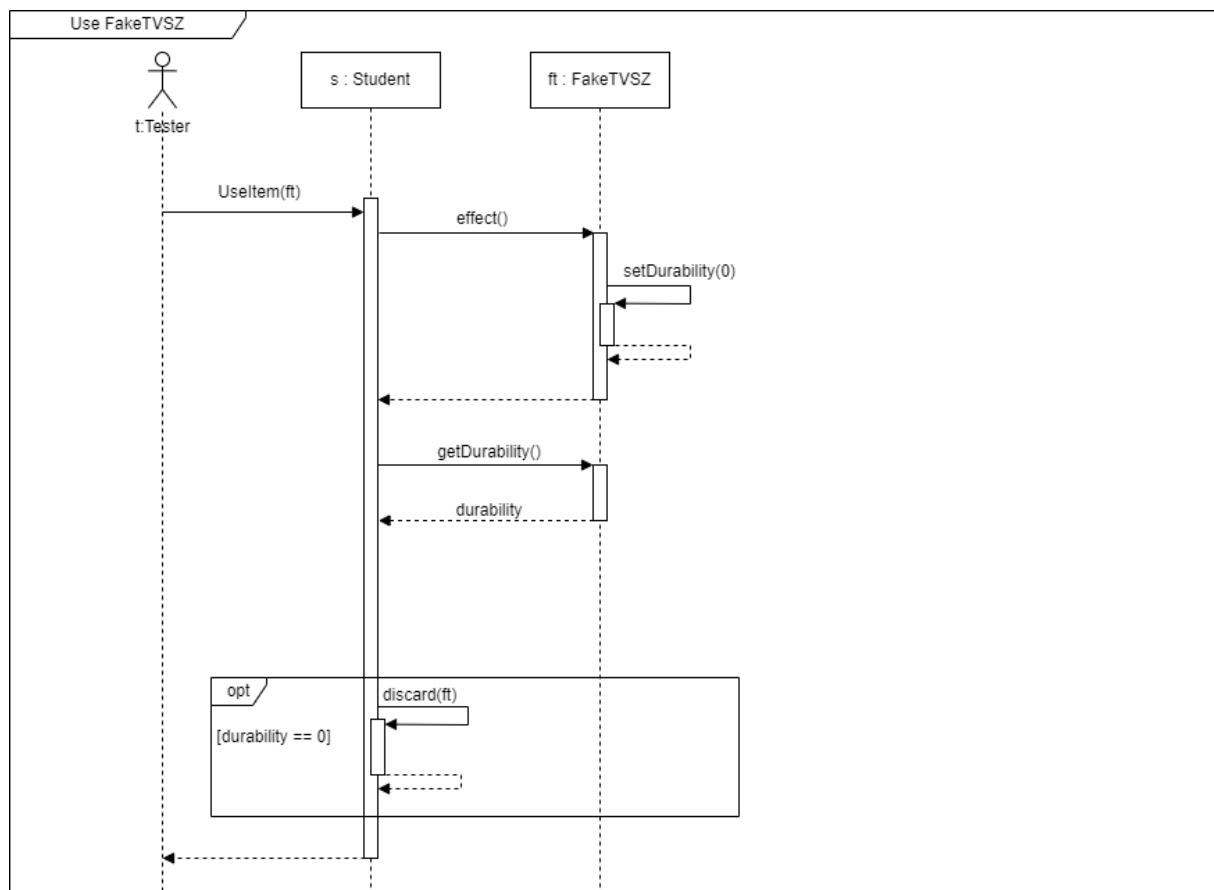 Use FakeTVSZ
t:Tester
s : Student
ft : FakeTVSZ
UseItem(ft)
effect()
setDurability(0)
getDurability()
durability
opt
discard(ft)
[durability == 0]